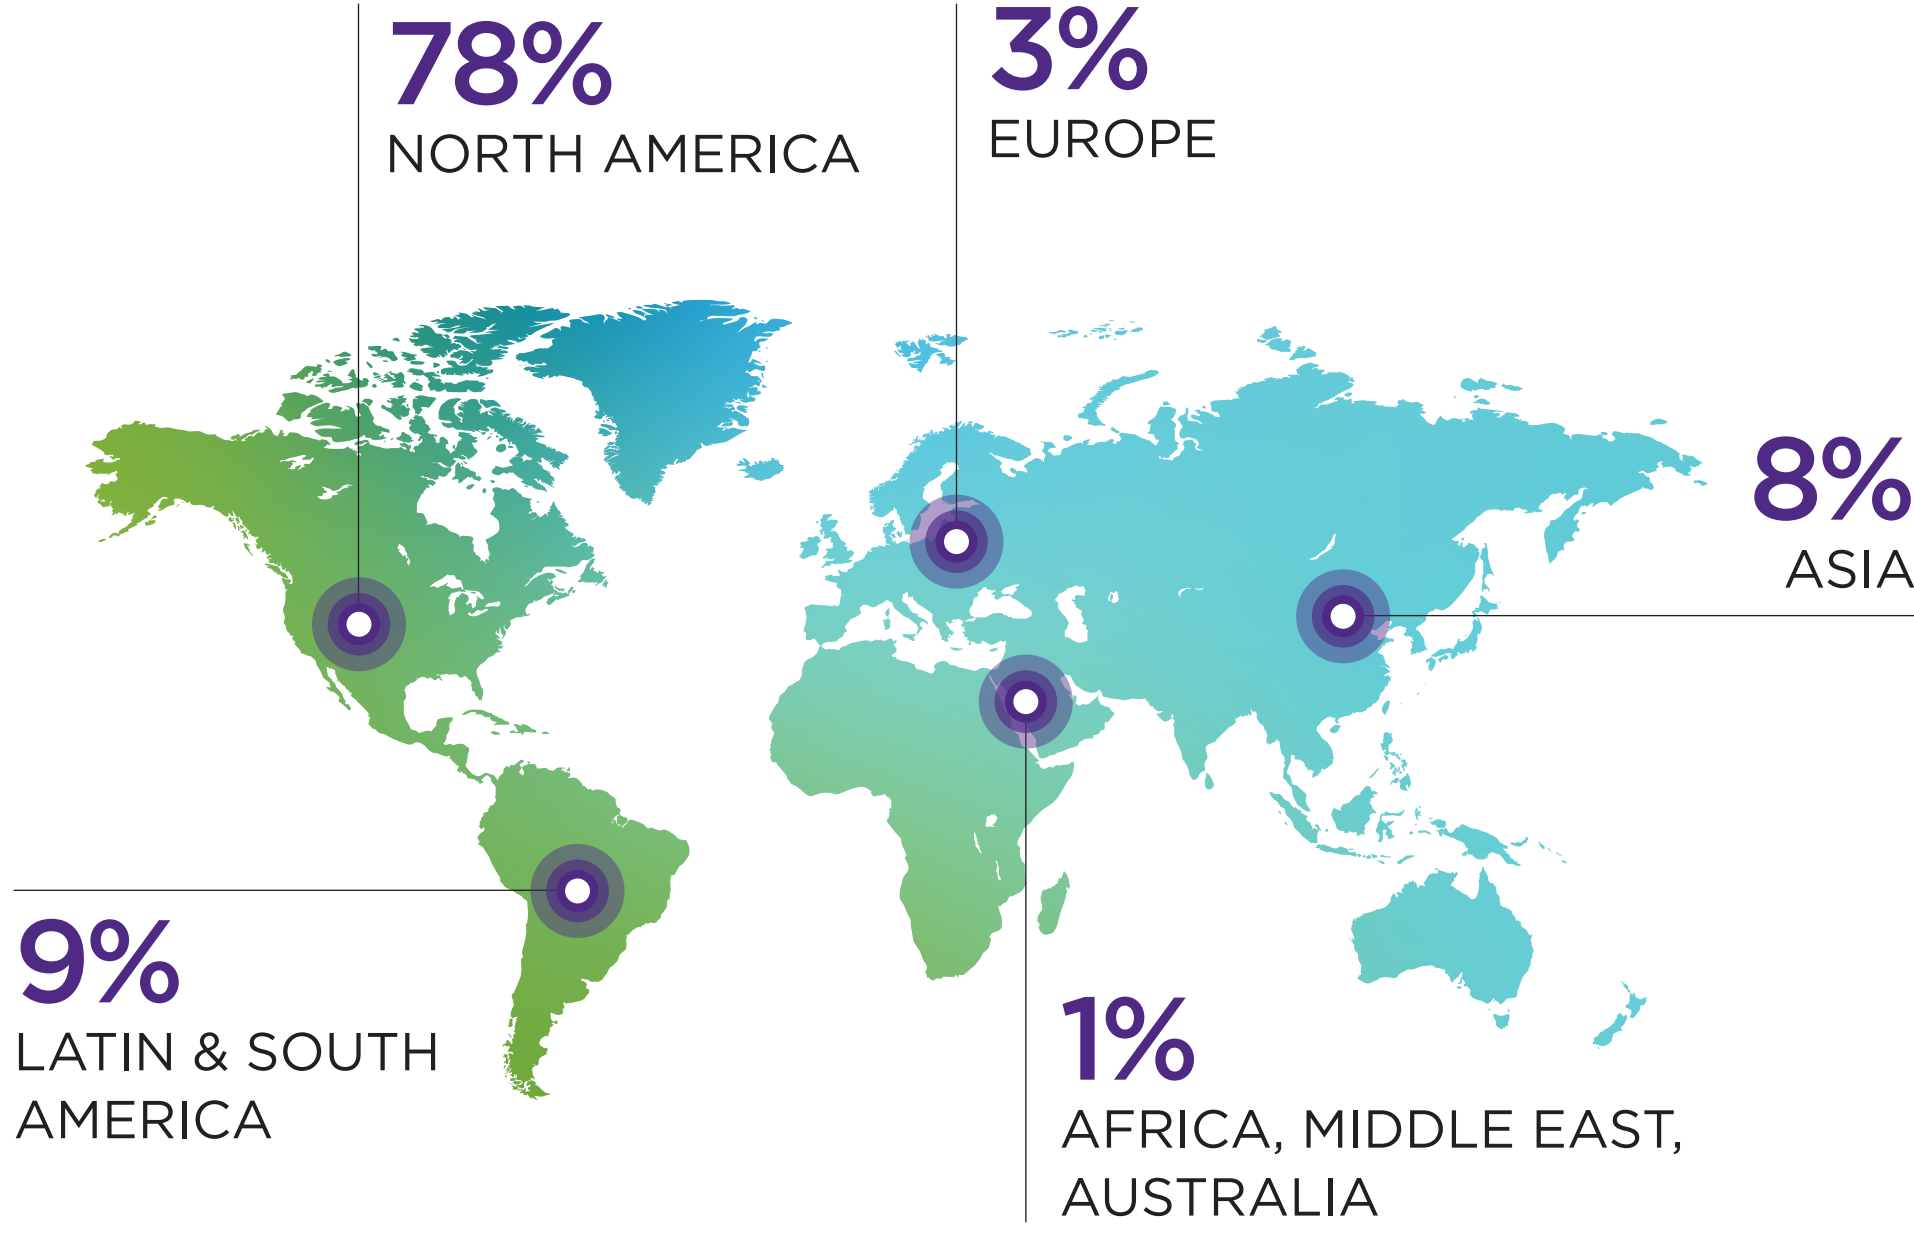 78%
NORTH AMERICA
3%
EUROPE
8%
ASIA
9%
LATIN & SOUTH
AMERICA
1%
AFRICA, MIDDLE EAST,
AUSTRALIA